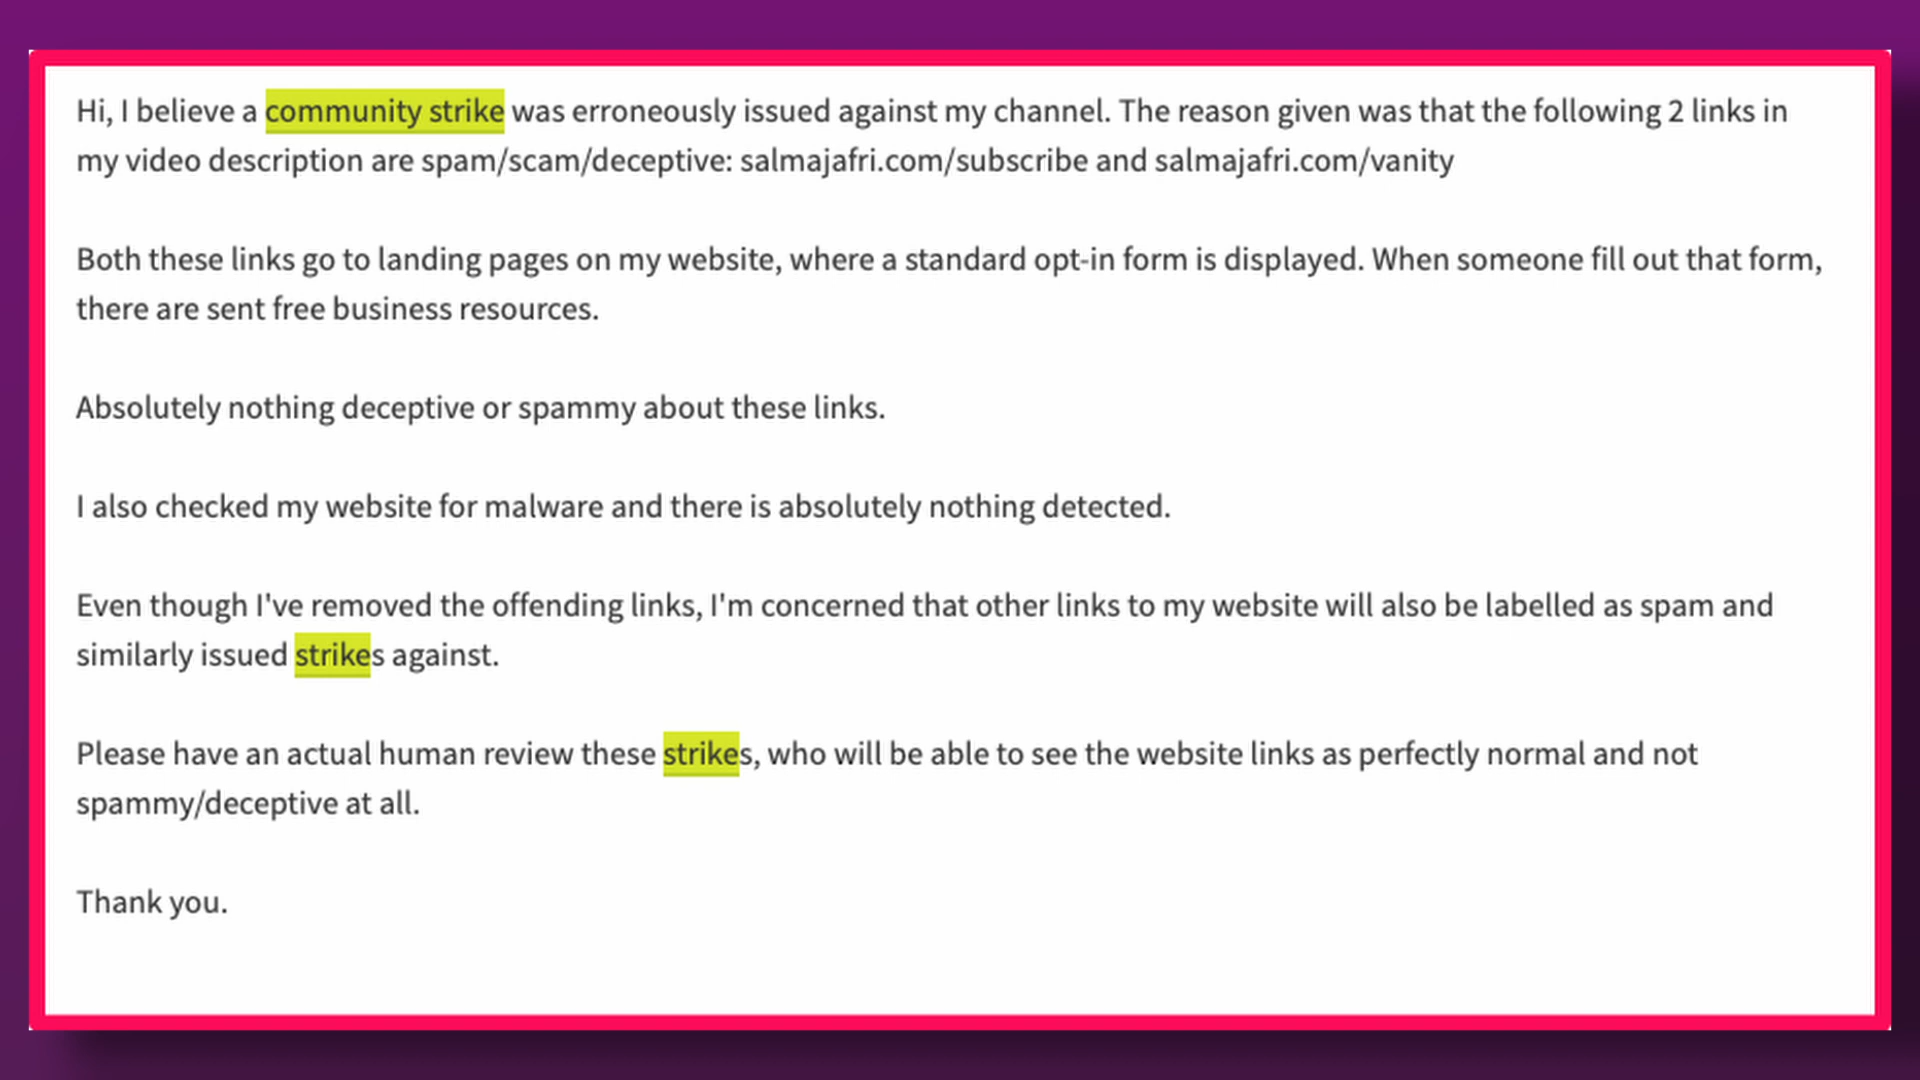 Hi, I believe a community strike was erroneously issued against my channel. The reason given was that the following 2 links in
my video description are spam/scam/deceptive: salmajafri.com/subscribe and salmajafri.com/vanity
Both these links go to landing pages on my website, where a standard opt-in form is displayed. When someone fill out that form,
there are sent free business resources.
Absolutely nothing deceptive or spammy about these links.
I also checked my website for malware and there is absolutely nothing detected.
Even though I've removed the offending links, I'm concerned that other links to my website will also be labelled as spam and
similarly issued strikes against.
Please have an actual human review these strikes, who will be able to see the website links as perfectly normal and not
spammy/deceptive at all.
Thank you.